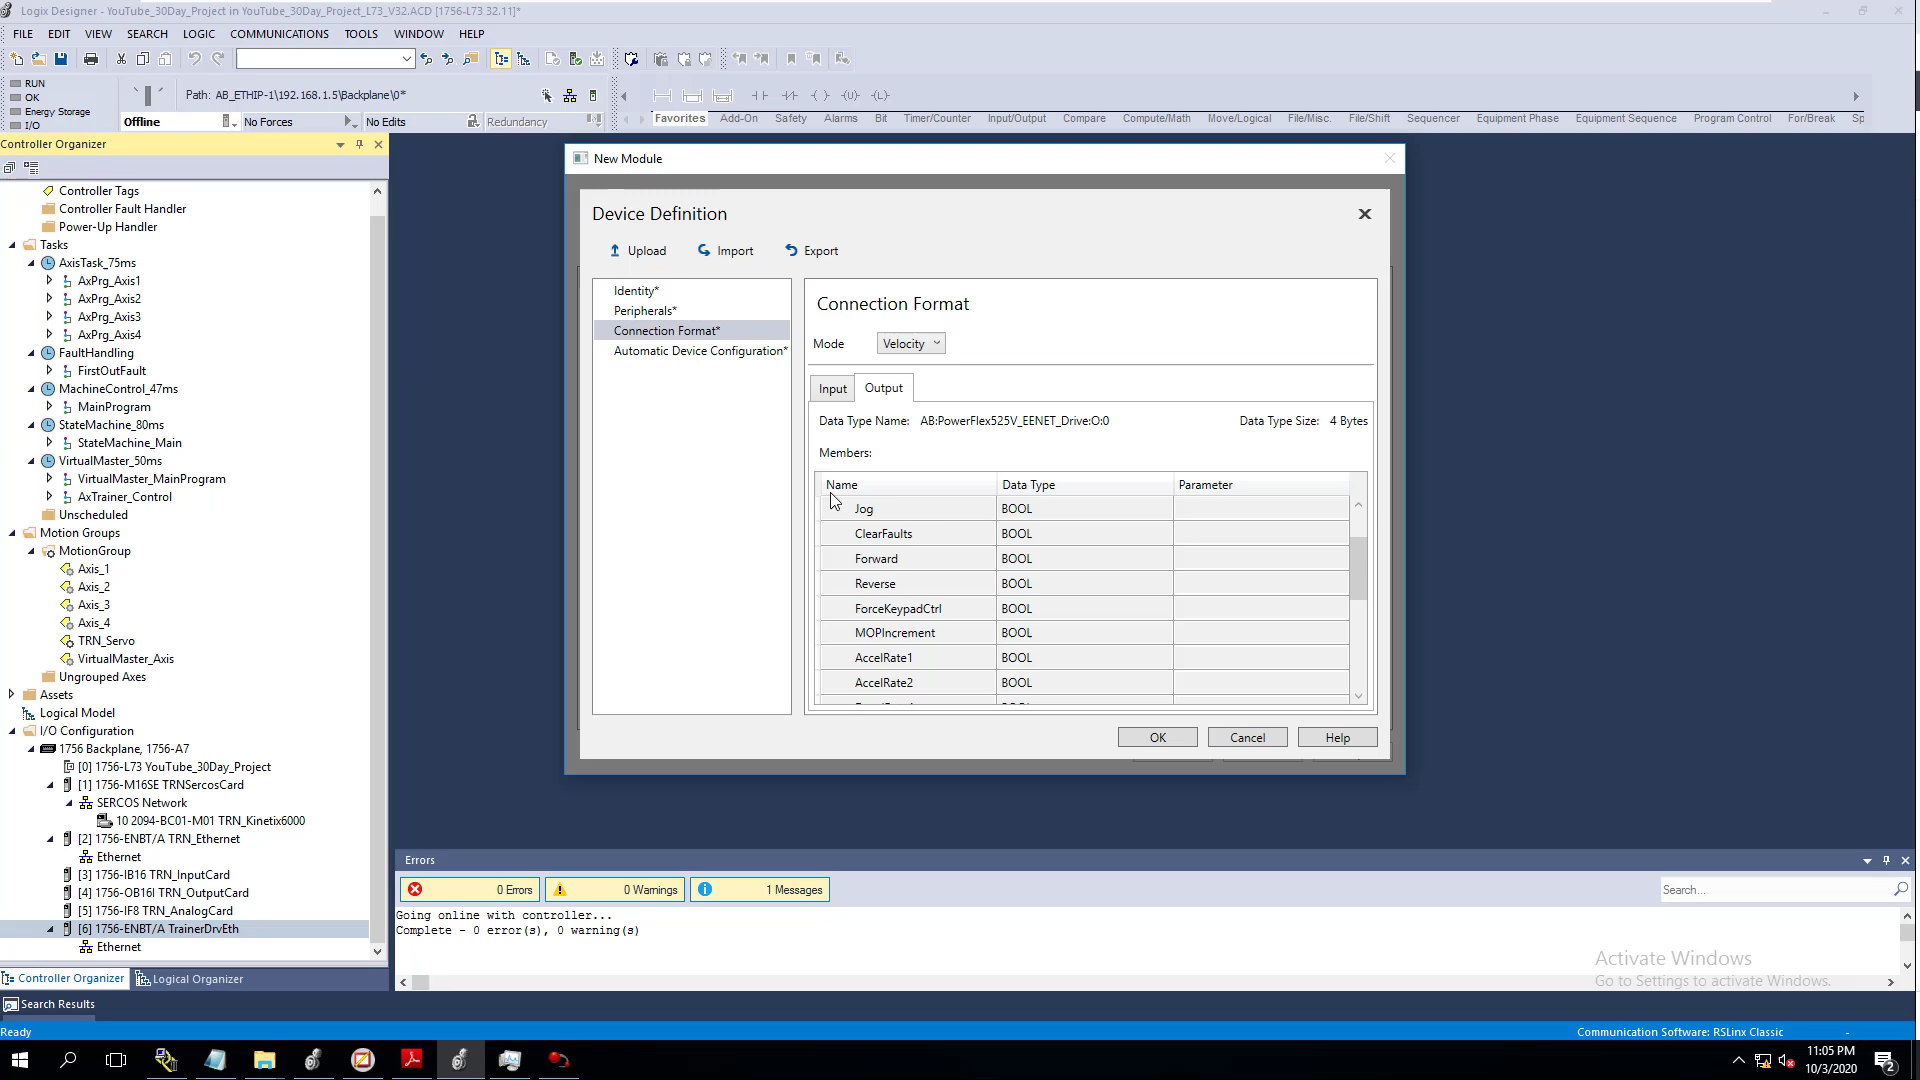 Logix Designer - YouTube_30Day_Project in YouTube_30Day_Project_L73_V32.ACD [1756-L73 32.11]*
FILE EDIT VIEW SEARCH LOGIC COMMUNICATIONS TOOLS WINDOW HELP
RUN
OK
Energy Storage
I/O
Path: AB_ETHIP-1\192.168.1.5\Backplane\0*
Offline No Forces No Edits Redundancy
Favorites Add-On Safety Alarms Bit Timer/Counter Input/Output Compare Compute/Math Move/Logical File/Misc. File/Shift Sequencer Equipment Phase Equipment Sequence Program Control For/Break Sp
Controller Organizer
Controller Tags
Controller Fault Handler
Power-Up Handler
Tasks
AxisTask_75ms
AxPrg_Axis1
AxPrg_Axis2
AxPrg_Axis3
AxPrg_Axis4
FaultHandling
FirstOutFault
MachineControl_47ms
MainProgram
StateMachine_80ms
StateMachine_Main
VirtualMaster_50ms
VirtualMaster_MainProgram
AxTrainer_Control
Unscheduled
Motion Groups
MotionGroup
Axis_1
Axis_2
Axis_3
Axis_4
TRN_Servo
VirtualMaster_Axis
Ungrouped Axes
Assets
Logical Model
I/O Configuration
1756 Backplane, 1756-A7
[0] 1756-L73 YouTube_30Day_Project
[1] 1756-M16SE TRNSercosCard
SERCOS Network
10 2094-BC01-M01 TRN_Kinetix6000
[2] 1756-ENBT/A TRN_Ethernet
Ethernet
[3] 1756-IB16 TRN_InputCard
[4] 1756-OB16I TRN_OutputCard
[5] 1756-IF8 TRN_AnalogCard
[6] 1756-ENBT/A TrainerDrvEth
Ethernet
Controller Organizer Logical Organizer
New Module
Device Definition
Upload Import Export
Identity*
Peripherals*
Connection Format*
Automatic Device Configuration*
Connection Format
Mode Velocity
Input Output
Data Type Name: AB:PowerFlex525V_EENET_Drive:O:0 Data Type Size: 4 Bytes
Members:
Name Data Type Parameter
Jog BOOL
ClearFaults BOOL
Forward BOOL
Reverse BOOL
ForceKeypadCtrl BOOL
MOPIncrement BOOL
AccelRate1 BOOL
AccelRate2 BOOL
OK Cancel Help
Errors
0 Errors 0 Warnings 1 Messages Search...
Going online with controller...
Complete - 0 error(s), 0 warning(s)
Activate Windows
Go to Settings to activate Windows.
Search Results
Ready Communication Software: RSLinx Classic
11:05 PM
10/3/2020
2